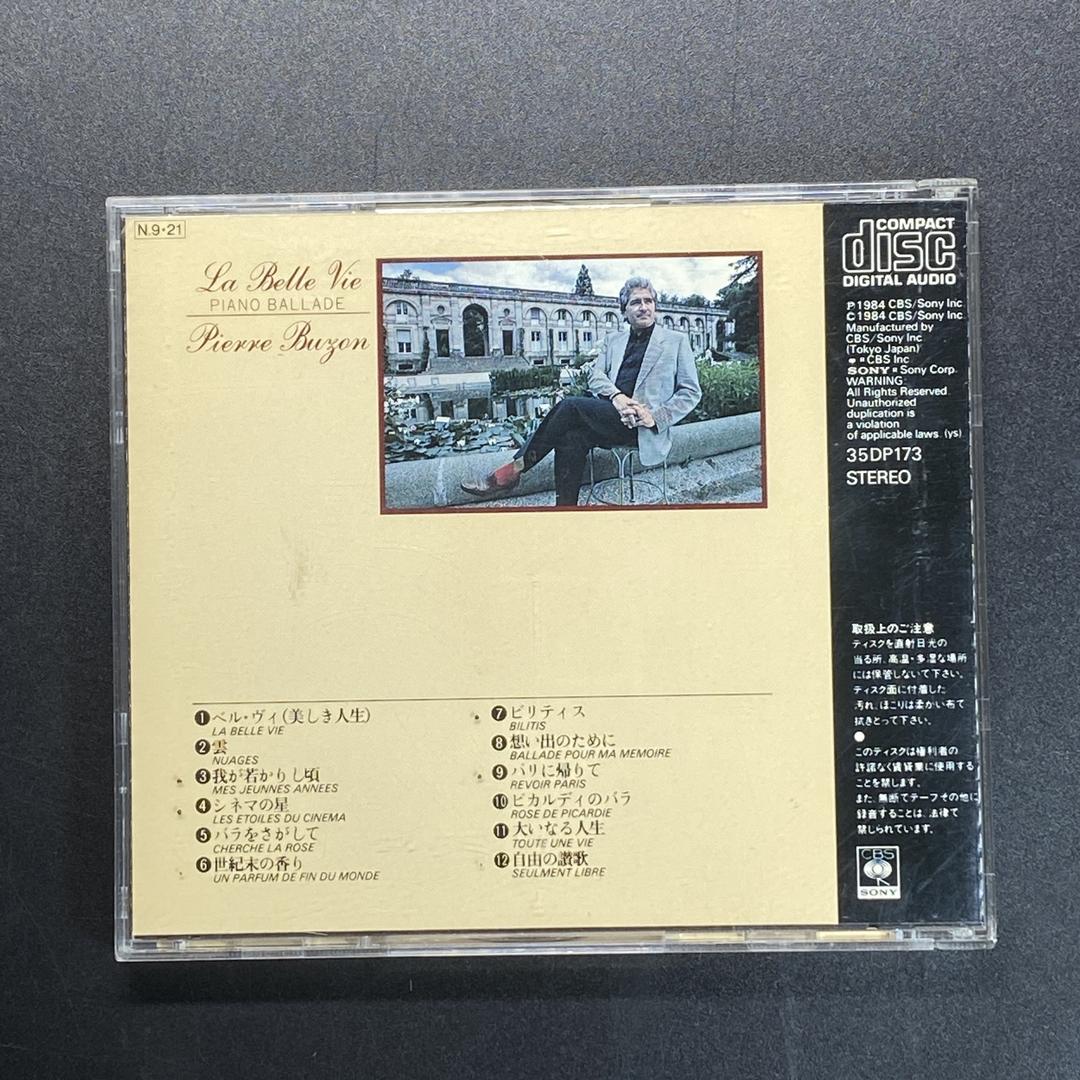 N.9・21
La Belle Vie
PIANO BALLADE
Pierre Buzon
❶ベル・ヴィ(美しき人生)
LA BELLE VIE
❷雲
NUAGES
❸我が若かりし頃
MES JEUNNES ANNEES
❹シネマの星
LES ETOILES DU CINEMA
❺バラをさがして
CHERCHE LA ROSE
❻世紀末の香り
UN PARFUM DE FIN DU MONDE
❼ビリティス
BILITIS
❽想い出のために
BALLADE POUR MA MEMOIRE
❾パリに帰りて
REVOIR PARIS
❿ピカルディのバラ
ROSE DE PICARDIE
⓫大いなる人生
TOUTE UNE VIE
⓬自由の讃歌
SEULMENT LIBRE
COMPACT
disc
DIGITAL AUDIO
℗1984 CBS/Sony Inc
©1984 CBS/Sony Inc.
Manufactured by
CBS/Sony Inc
(Tokyo Japan)
CBS Inc
SONY Sony Corp.
WARNING:
All Rights Reserved.
Unauthorized
duplication is
a violation
of applicable laws. (ys)
35DP173
STEREO
取扱上のご注意
ディスクを直射日光の
当る所、高温・多湿な場所
には保管しないで下さい。
ディスク面に付着した
汚れ、ほこりは柔かい布で
拭きとって下さい。
このディスクは権利者の
許諾なく賃貸業に使用する
ことを禁じます。
また、無断でテープその他に
録音することは、法律で
禁じられています。
CBS
SONY